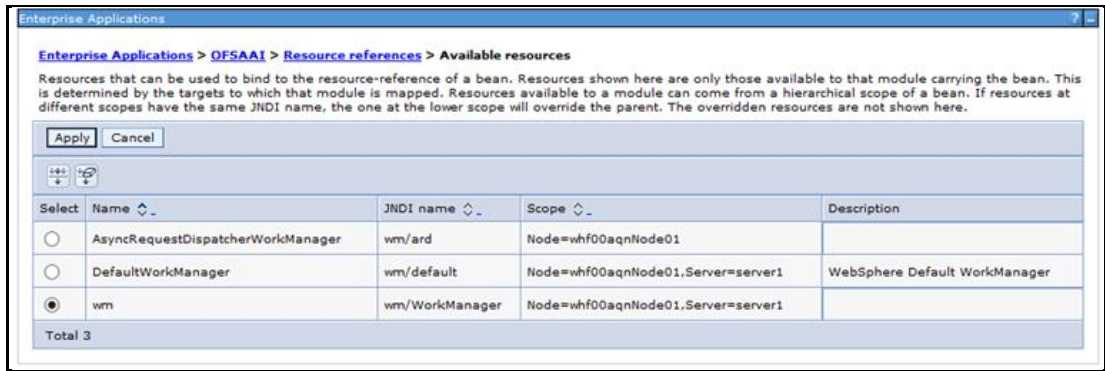 Enterprise Applications ? _
Enterprise Applications > OFSAAI > Resource references > Available resources
Resources that can be used to bind to the resource-reference of a bean. Resources shown here are only those available to that module carrying the bean. This
is determined by the targets to which that module is mapped. Resources available to a module can come from a hierarchical scope of a bean. If resources at
different scopes have the same JNDI name, the one at the lower scope will override the parent. The overridden resources are not shown here.
Apply Cancel
Select Name JNDI name Scope Description
AsyncRequestDispatcherWorkManager wm/ard Node=whf00aqnNode01
DefaultWorkManager wm/default Node=whf00aqnNode01,Server=server1 WebSphere Default WorkManager
wm wm/WorkManager Node=whf00aqnNode01,Server=server1
Total 3